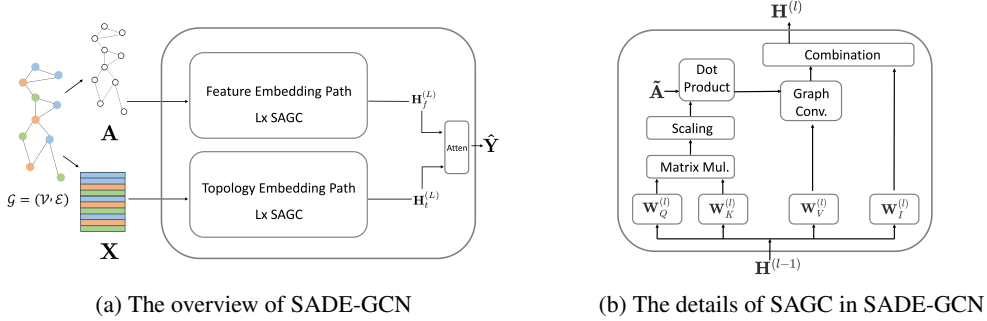 A
𝒢 = (𝒱, ℰ)
X
Feature Embedding Path
Lx SAGC
Topology Embedding Path
Lx SAGC
H_f^(L)
H_t^(L)
Atten
Ŷ
(a) The overview of SADE-GCN
H^(l)
Combination
Dot
Product
Ã
Graph
Conv.
Scaling
Matrix Mul.
W_Q^(l)
W_K^(l)
W_V^(l)
W_I^(l)
H^(l−1)
(b) The details of SAGC in SADE-GCN